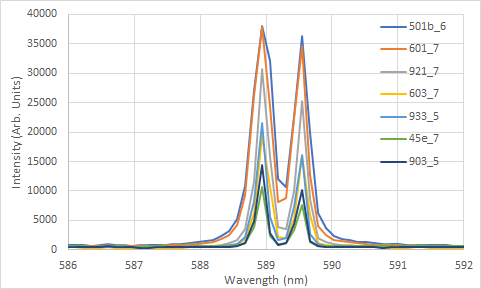 40000
35000
30000
25000
20000
15000
10000
5000
0
Intensity (Arb. Units)
586 587 588 589 590 591 592
Wavength (nm)
501b_6
601_7
921_7
603_7
933_5
45e_7
903_5